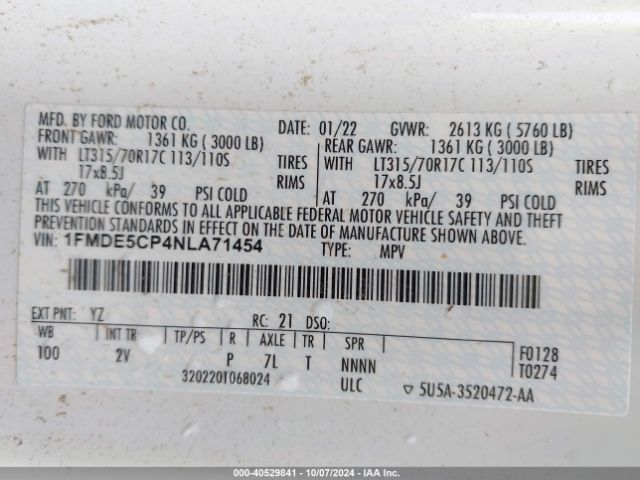 MFD. BY FORD MOTOR CO.
DATE: 01/22 GVWR: 2613 KG ( 5760 LB)
FRONT GAWR: 1361 KG ( 3000 LB)
WITH LT315/70R17C 113/110S TIRES
17x8.5J RIMS
AT 270 kPa/ 39 PSI COLD
REAR GAWR: 1361 KG ( 3000 LB)
WITH LT315/70R17C 113/110S TIRES
17x8.5J RIMS
AT 270 kPa/ 39 PSI COLD
THIS VEHICLE CONFORMS TO ALL APPLICABLE FEDERAL MOTOR VEHICLE SAFETY AND THEFT
PREVENTION STANDARDS IN EFFECT ON THE DATE OF MANUFACTURE SHOWN ABOVE.
VIN: 1FMDE5CP4NLA71454
TYPE: MPV
EXT PNT: YZ RC: 21 DSO:
WB INT TR TP/PS R AXLE TR SPR
100 2V P 7L T NNNN
F0128
T0274
3202201068024 ULC 5U5A-3520472-AA
000-40529841 - 10/07/2024 - IAA Inc.